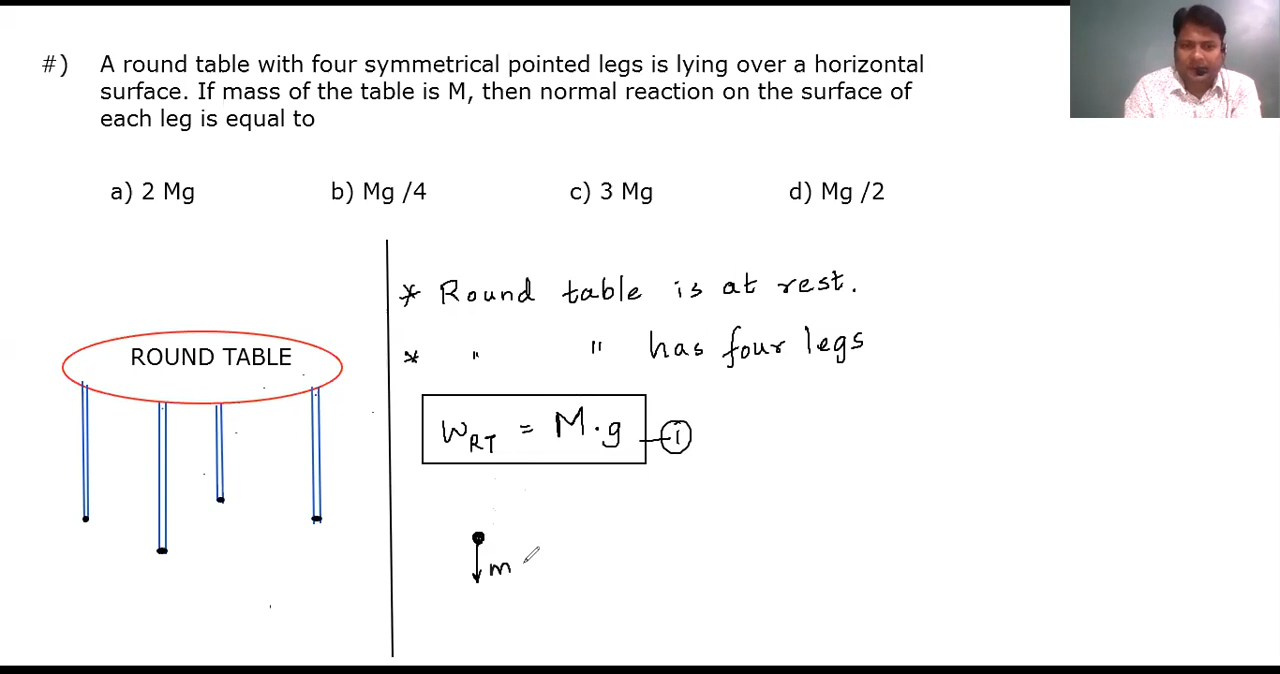 #) A round table with four symmetrical pointed legs is lying over a horizontal
surface. If mass of the table is M, then normal reaction on the surface of
each leg is equal to
a) 2 Mg b) Mg /4 c) 3 Mg d) Mg /2
* Round table is at rest.
* " " has four legs
ROUND TABLE
W_RT = M.g —①
m